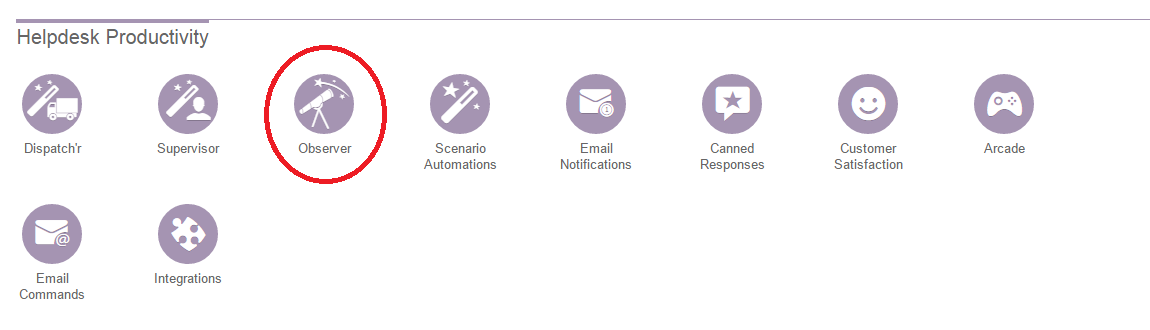 Helpdesk Productivity
Dispatch'r
Supervisor
Observer
Scenario
Automations
Email
Notifications
Canned
Responses
Customer
Satisfaction
Arcade
Email
Commands
Integrations